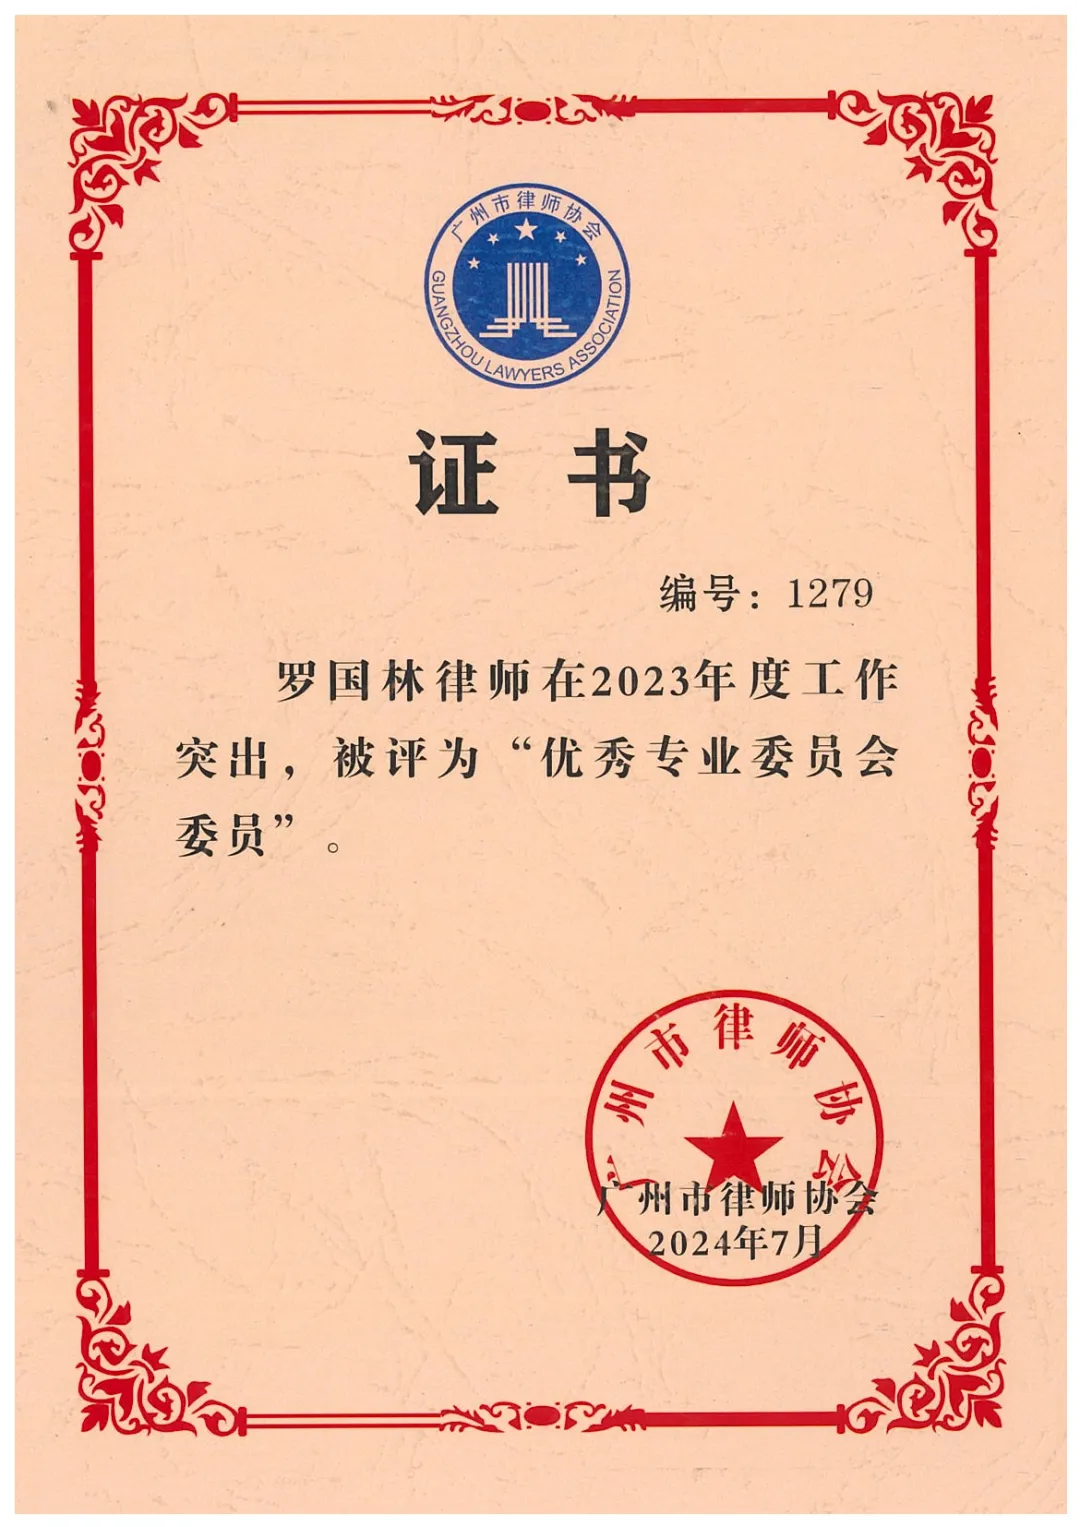 广州市律师协会
GUANGZHOU LAWYERS ASSOCIATION
证书
编号：1279
罗国林律师在2023年度工作
突出，被评为“优秀专业委员会
委员”。
广州市律师协会
广州市律师协会
2024年7月